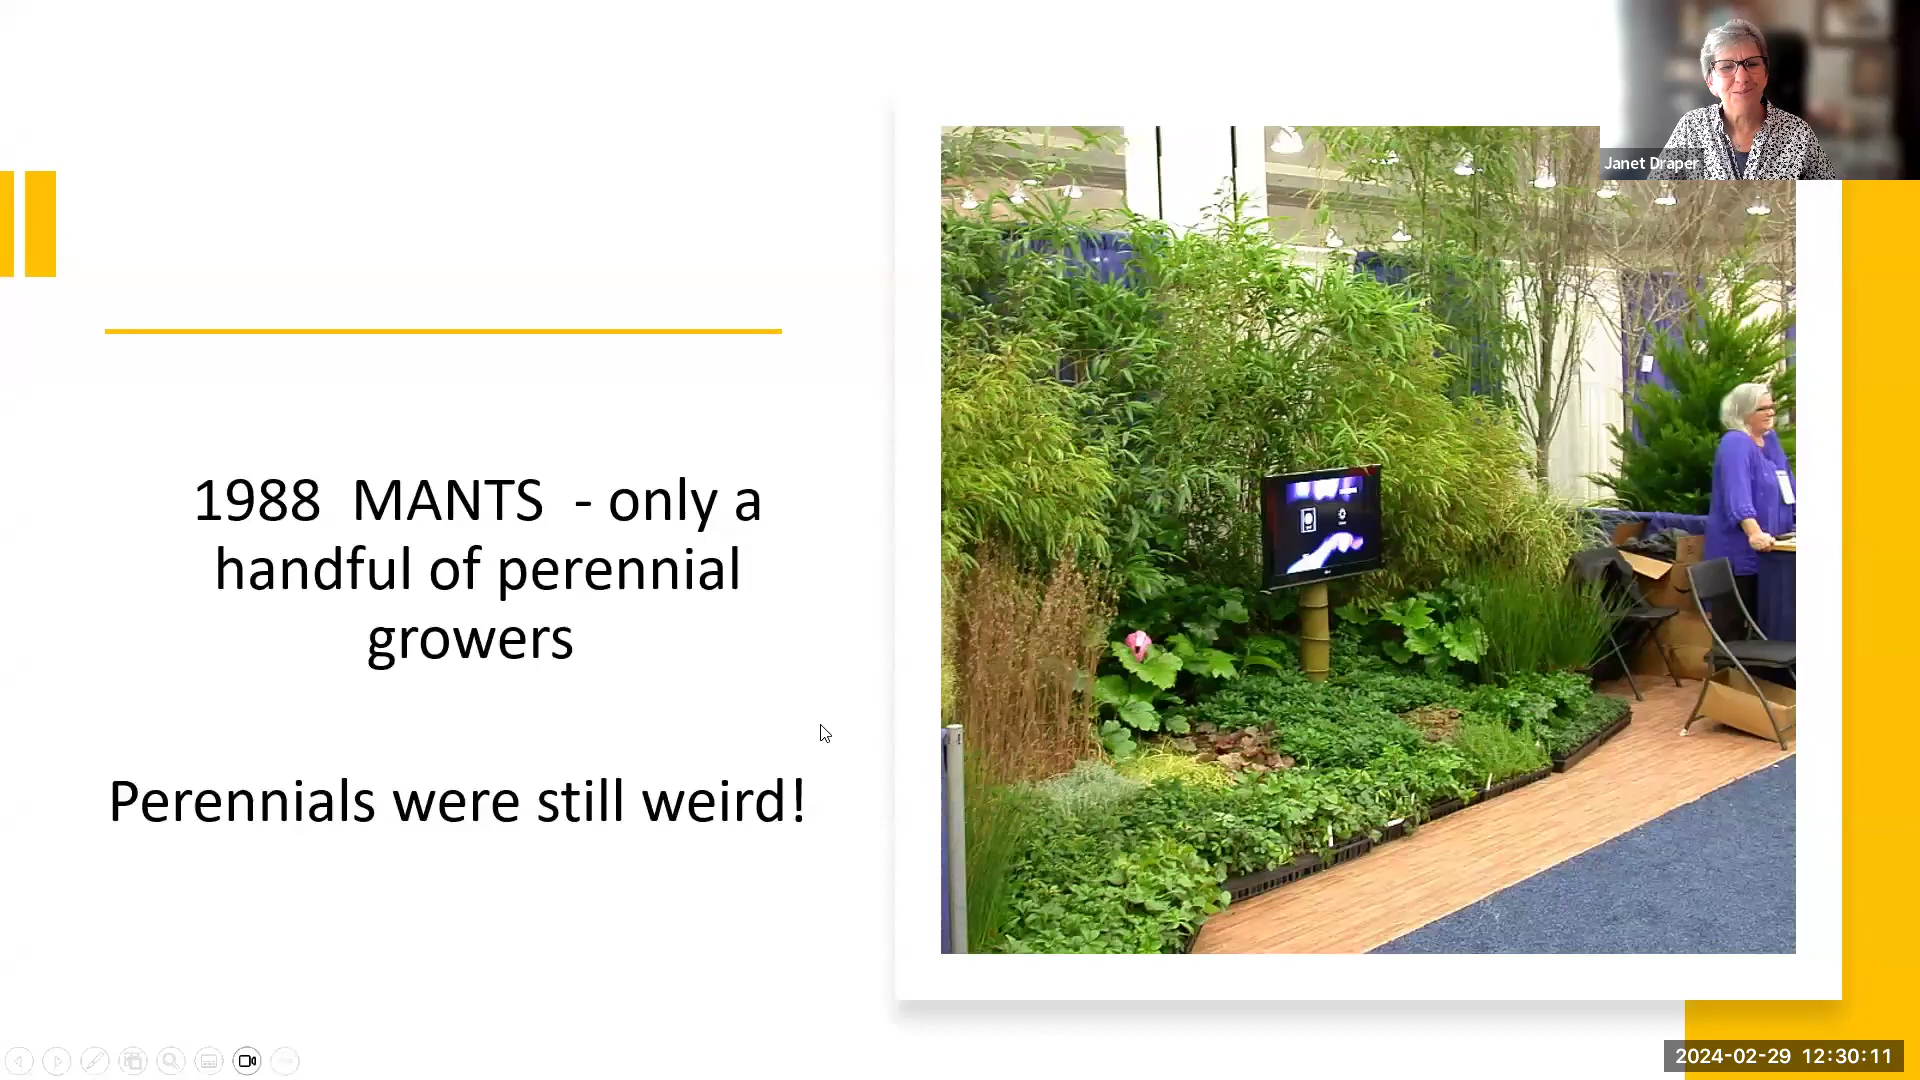 Janet Draper
1988 MANTS - only a
handful of perennial
growers
Perennials were still weird!
2024-02-29 12:30:11